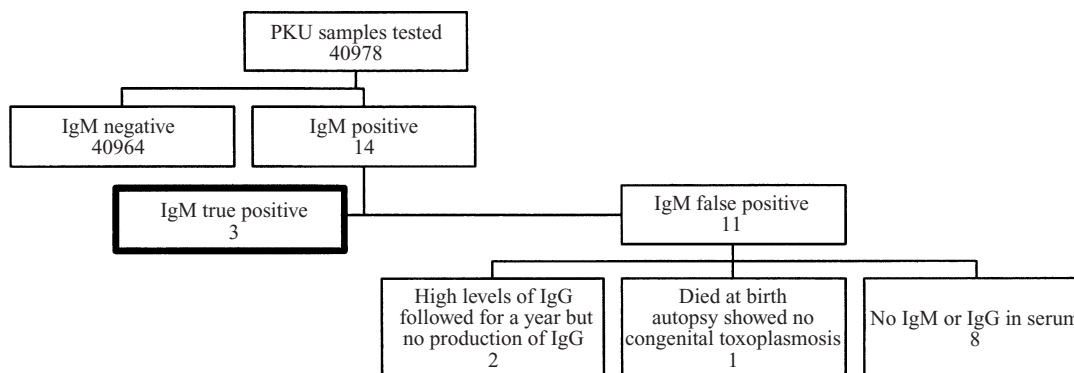 PKU samples tested
40978
IgM negative
40964
IgM positive
14
IgM true positive
3
IgM false positive
11
High levels of IgG
followed for a year but
no production of IgG
2
Died at birth
autopsy showed no
congenital toxoplasmosis
1
No IgM or IgG in serum
8